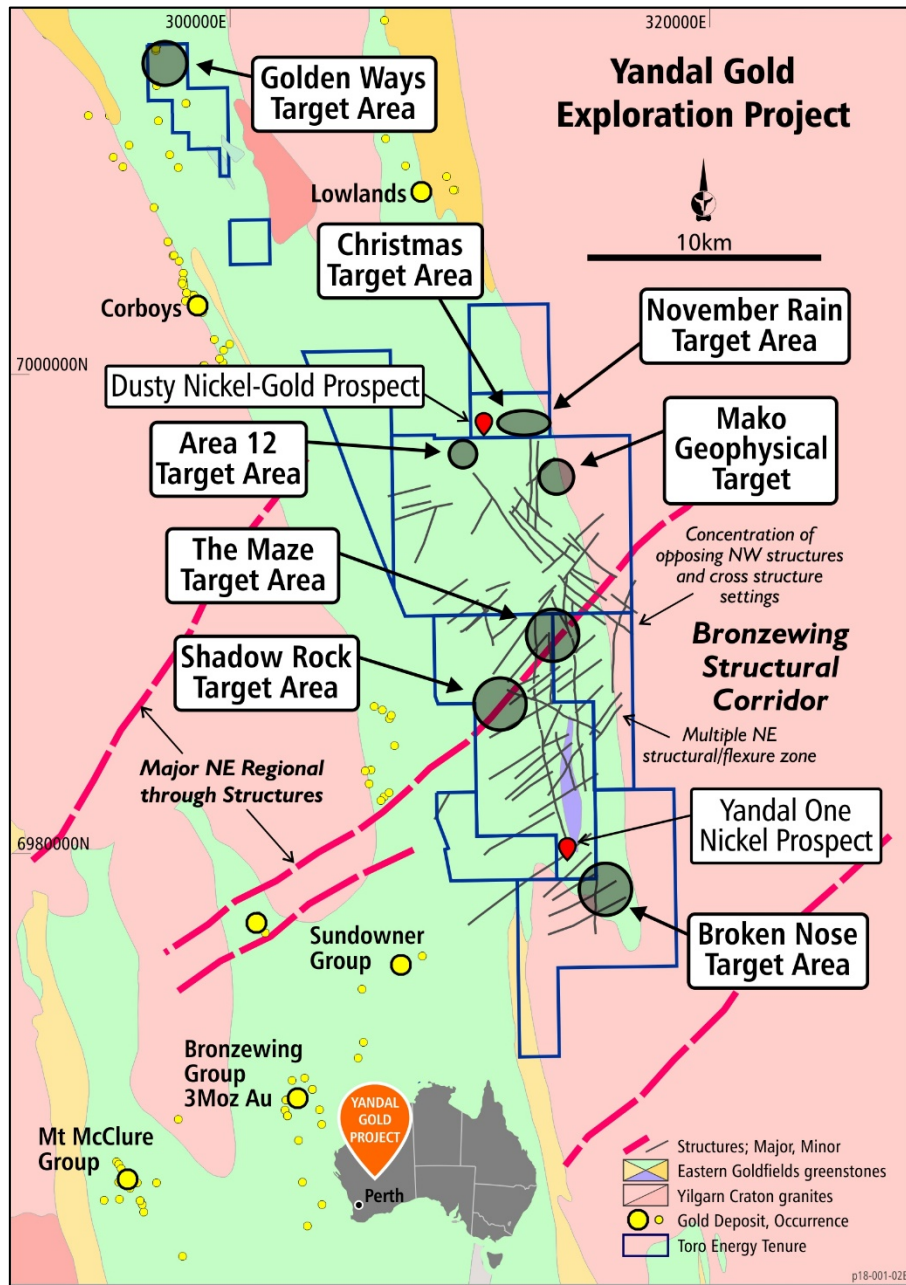 300000E
320000E
Yandal Gold
Exploration Project
Golden Ways
Target Area
Lowlands
10km
Christmas
Target Area
Corboys
November Rain
Target Area
7000000N
Dusty Nickel-Gold Prospect
Mako
Geophysical
Target
Area 12
Target Area
Concentration of
opposing NW structures
and cross structure
settings
The Maze
Target Area
Bronzewing
Structural
Corridor
Shadow Rock
Target Area
Multiple NE
structural/flexure zone
Major NE Regional
through Structures
Yandal One
Nickel Prospect
6980000N
Broken Nose
Target Area
Sundowner
Group
Bronzewing
Group
3Moz Au
YANDAL
GOLD
PROJECT
Mt McClure
Group
Perth
Structures; Major, Minor
Eastern Goldfields greenstones
Yilgarn Craton granites
Gold Deposit, Occurrence
Toro Energy Tenure